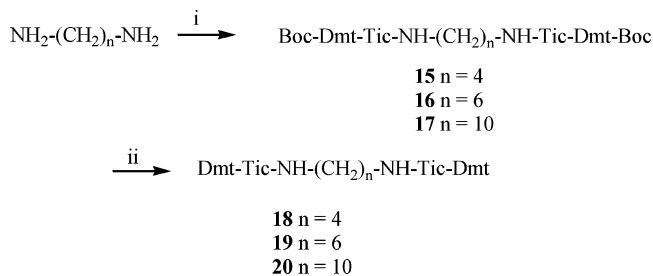 NH₂-(CH₂)ₙ-NH₂ i Boc-Dmt-Tic-NH-(CH₂)ₙ-NH-Tic-Dmt-Boc
15 n = 4
16 n = 6
17 n = 10
ii Dmt-Tic-NH-(CH₂)ₙ-NH-Tic-Dmt
18 n = 4
19 n = 6
20 n = 10